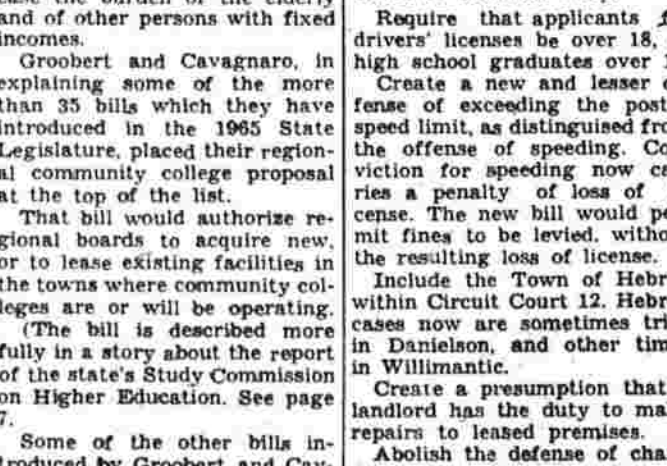 and of other persons with fixed
incomes.
Groobert and Cavagnaro, in
explaining some of the more
than 35 bills which they have
introduced in the 1965 State
Legislature, placed their region-
al community college proposal
at the top of the list.
That bill would authorize re-
gional boards to acquire new,
or to lease existing facilities in
the towns where community col-
leges are or will be operating.
(The bill is described more
fully in a story about the report
of the state's Study Commission
on Higher Education. See page
7.
Some of the other bills in-
troduced by Groobert and Cav-
Require that applicants
drivers' licenses be over 18,
high school graduates over
Create a new and lesser
fense of exceeding the pos
speed limit, as distinguised fr
the offense of speeding. Co
viction for speeding now ca
ries a penalty of loss of
cense. The new bill would pe
mit fines to be levied. witho
the resulting loss of license.
Include the Town of Hebr
within Circuit Court 12. Hebr
cases now are sometimes tri
in Danielson, and other tim
in Willimantic.
Create a presumption that
landlord has the duty to ma
repairs to leased premises.
Abolish the defense of cha